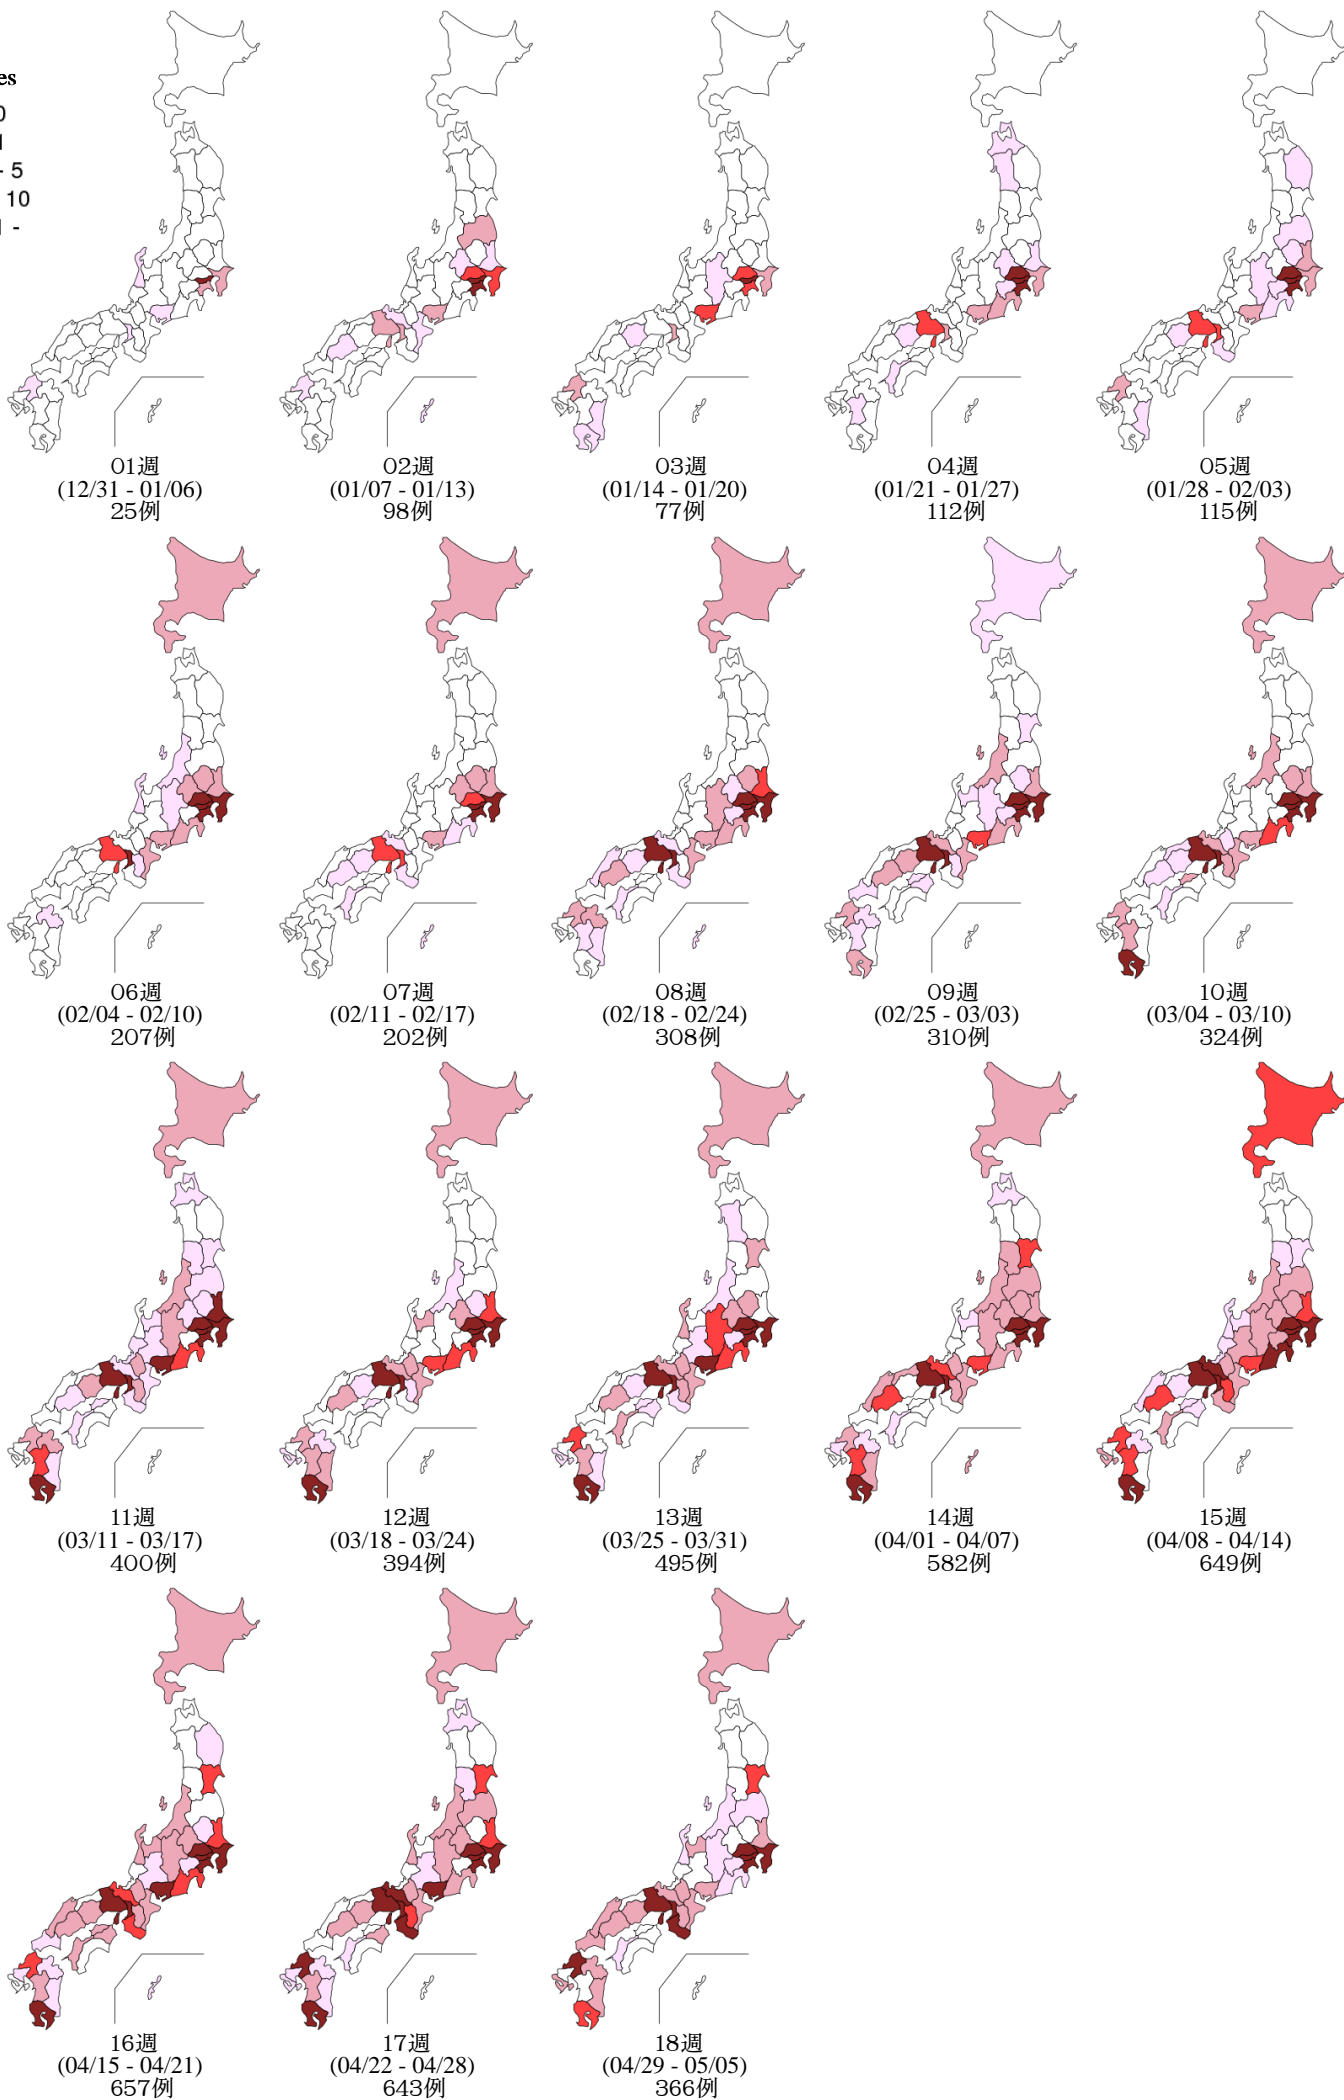 es
0
1
- 5
10
1 -
01週
(12/31 - 01/06)
25例
02週
(01/07 - 01/13)
98例
03週
(01/14 - 01/20)
77例
04週
(01/21 - 01/27)
112例
05週
(01/28 - 02/03)
115例
06週
(02/04 - 02/10)
207例
07週
(02/11 - 02/17)
202例
08週
(02/18 - 02/24)
308例
09週
(02/25 - 03/03)
310例
10週
(03/04 - 03/10)
324例
11週
(03/11 - 03/17)
400例
12週
(03/18 - 03/24)
394例
13週
(03/25 - 03/31)
495例
14週
(04/01 - 04/07)
582例
15週
(04/08 - 04/14)
649例
16週
(04/15 - 04/21)
657例
17週
(04/22 - 04/28)
643例
18週
(04/29 - 05/05)
366例